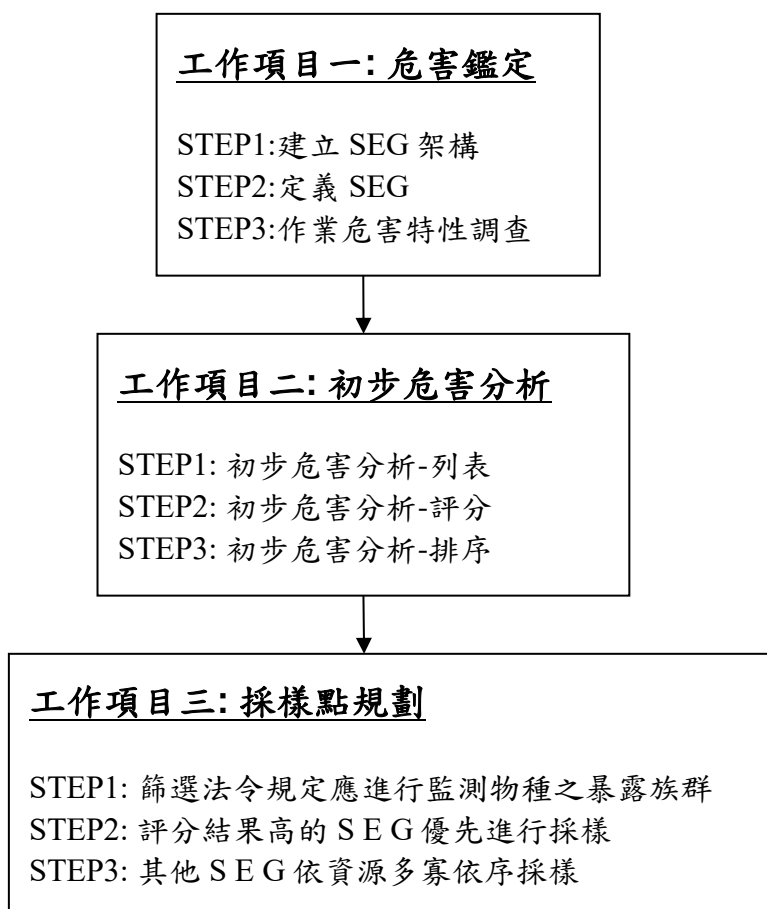 工作項目一: 危害鑑定
STEP1:建立 SEG 架構
STEP2:定義 SEG
STEP3:作業危害特性調查
工作項目二: 初步危害分析
STEP1: 初步危害分析-列表
STEP2: 初步危害分析-評分
STEP3: 初步危害分析-排序
工作項目三: 採樣點規劃
STEP1: 篩選法令規定應進行監測物種之暴露族群
STEP2: 評分結果高的 S E G 優先進行採樣
STEP3: 其他 S E G 依資源多寡依序採樣